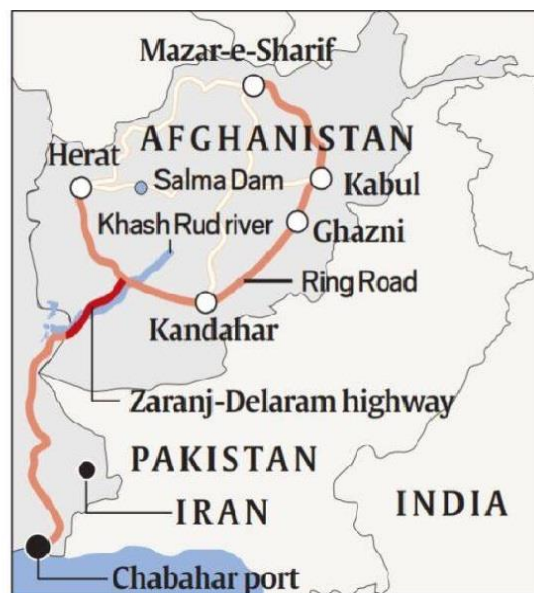 Mazar-e-Sharif
AFGHANISTAN
Herat
Salma Dam
Kabul
Khash Rud river
Ghazni
Ring Road
Kandahar
Zaranj-Delaram highway
PAKISTAN
IRAN
INDIA
Chabahar port